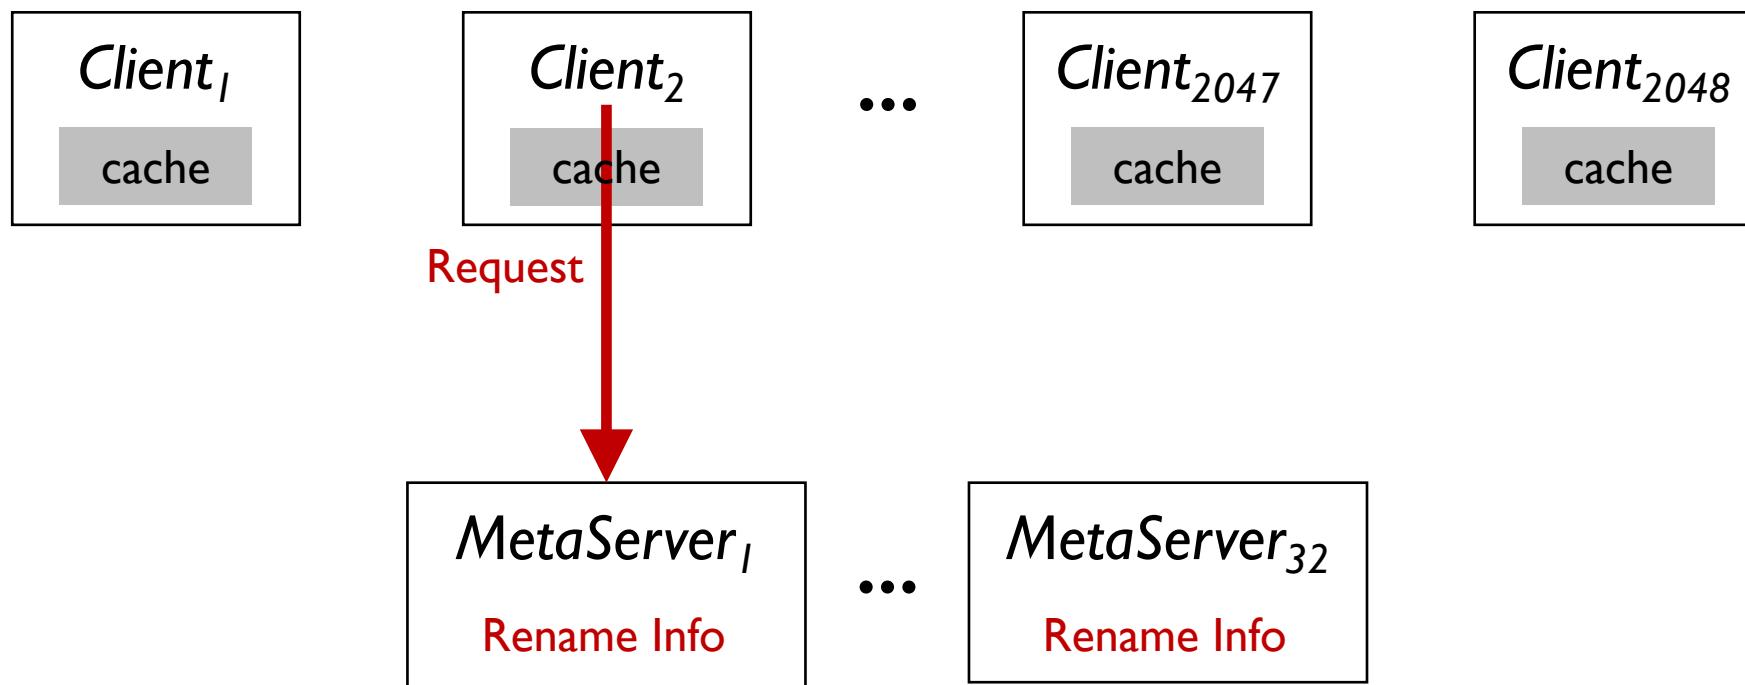 Client1
Client2
...
Client2047
Client2048
cache
cache
cache
cache
Request
MetaServer1
...
MetaServer32
Rename Info
Rename Info